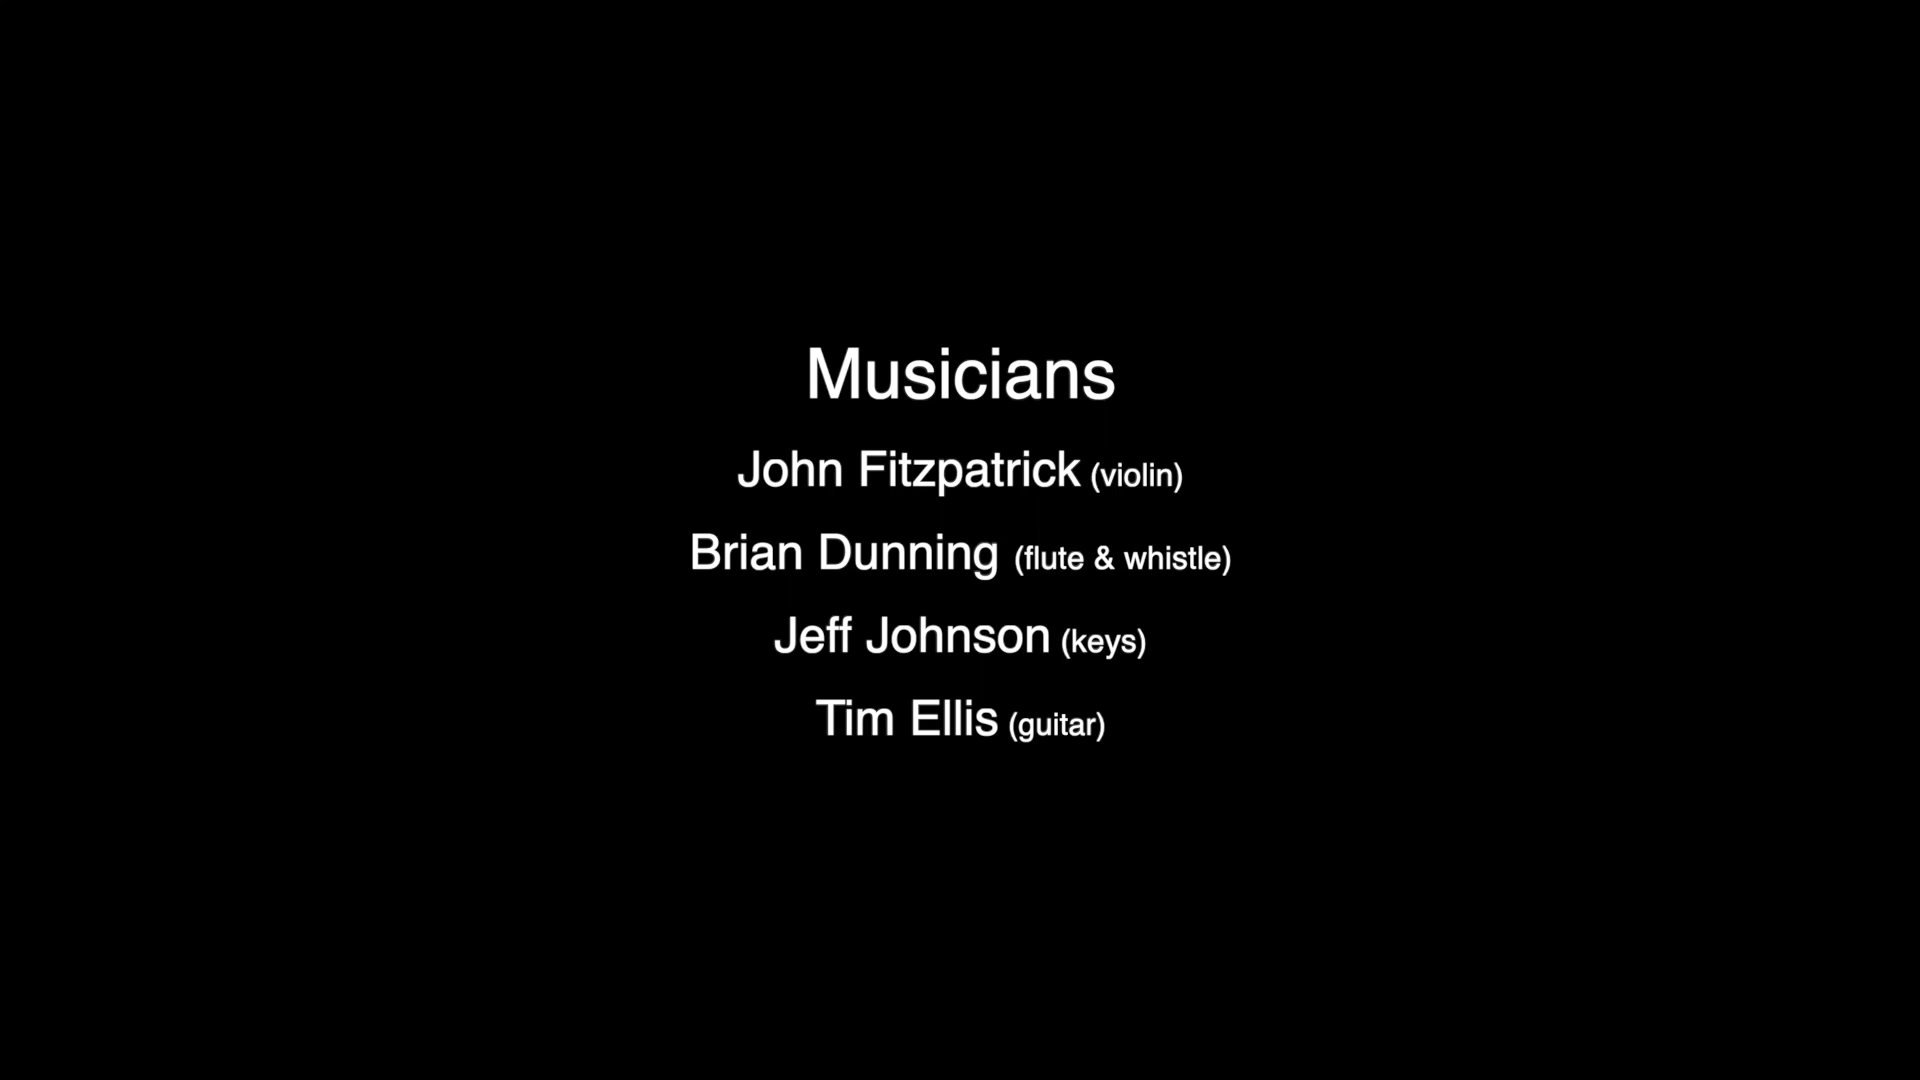 Musicians
John Fitzpatrick (violin)
Brian Dunning (flute & whistle)
Jeff Johnson (keys)
Tim Ellis (guitar)